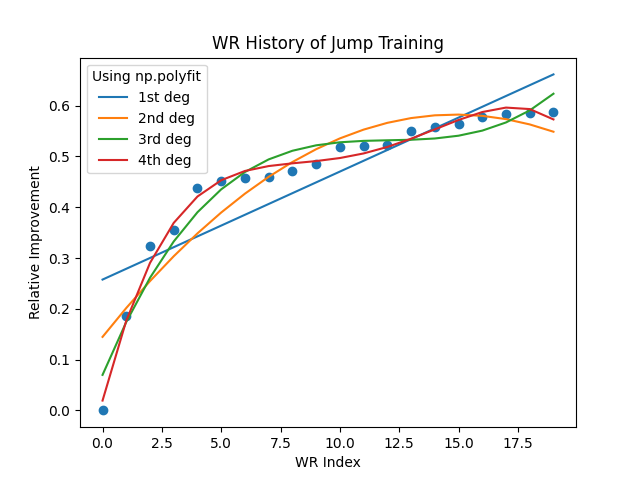 WR History of Jump Training
Using np.polyfit
1st deg
2nd deg
3rd deg
4th deg
Relative Improvement
0.6
0.5
0.4
0.3
0.2
0.1
0.0
0.0 2.5 5.0 7.5 10.0 12.5 15.0 17.5
WR Index